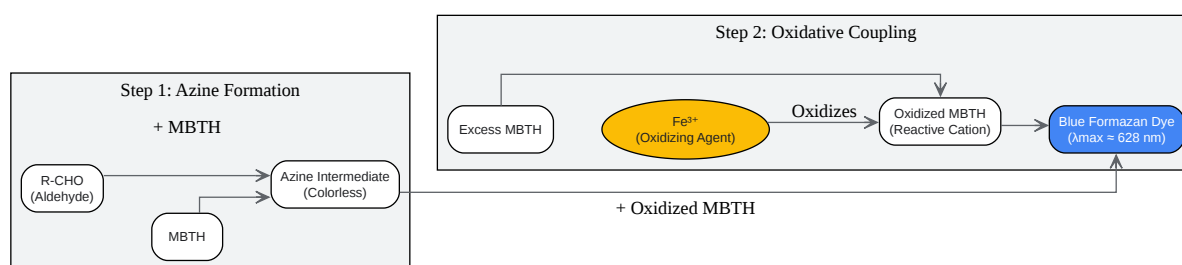 Step 1: Azine Formation
+ MBTH
R-CHO
(Aldehyde)
MBTH
Azine Intermediate
(Colorless)
+ Oxidized MBTH
Step 2: Oxidative Coupling
Excess MBTH
Fe³⁺
(Oxidizing Agent)
Oxidizes
Oxidized MBTH
(Reactive Cation)
Blue Formazan Dye
(λmax ≈ 628 nm)